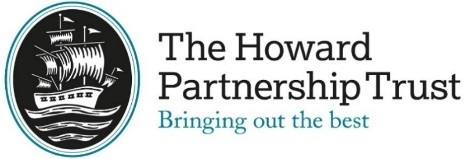 The Howard
Partnership Trust
Bringing out the best